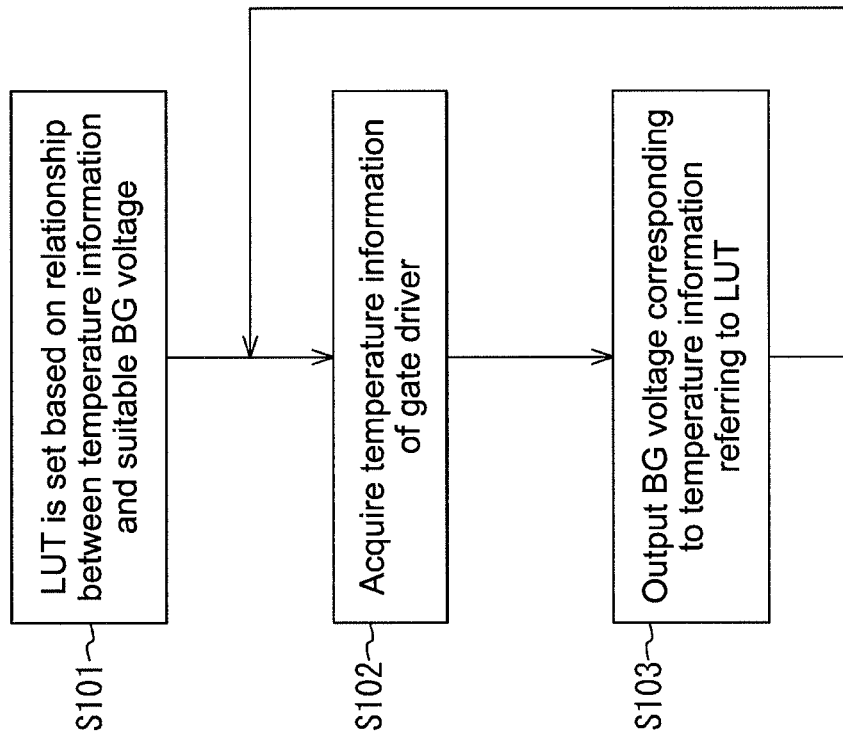 S101
LUT is set based on relationship
between temperature information
and suitable BG voltage
S102
Acquire temperature information
of gate driver
S103
Output BG voltage corresponding
to temperature information
referring to LUT